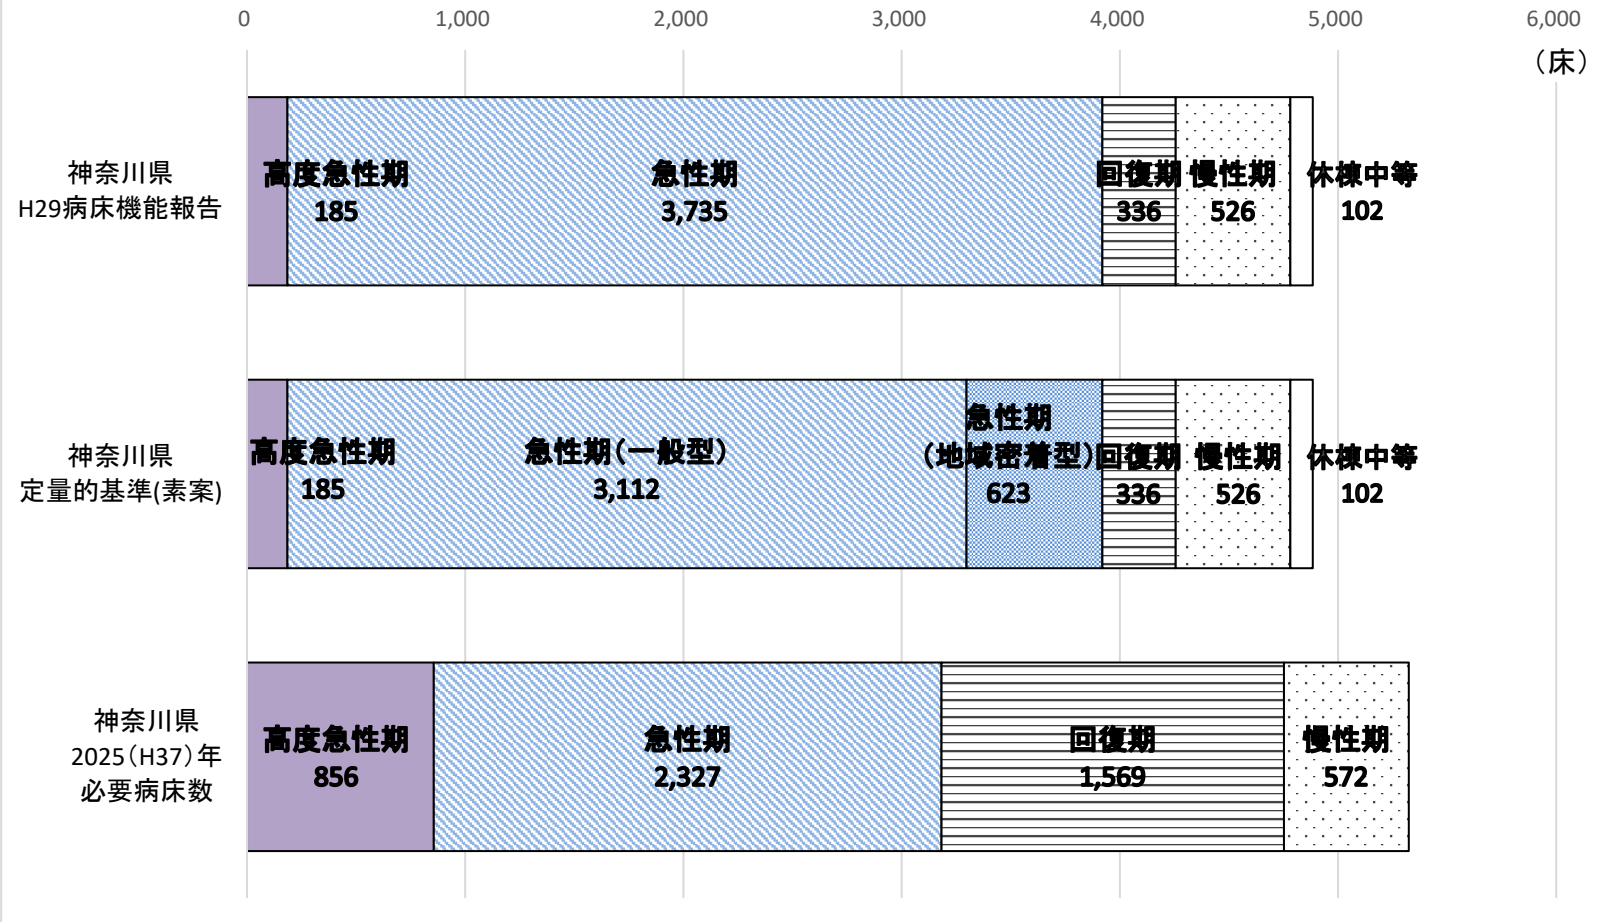 0 1,000 2,000 3,000 4,000 5,000 6,000
（床）
神奈川県
H29病床機能報告
高度急性期
185
急性期
3,735
回復期
336
慢性期
526
休棟中等
102
神奈川県
定量的基準(素案)
高度急性期
185
急性期（一般型）
3,112
急性期
（地域密着型）
623
回復期
336
慢性期
526
休棟中等
102
神奈川県
2025（H37）年
必要病床数
高度急性期
856
急性期
2,327
回復期
1,569
慢性期
572